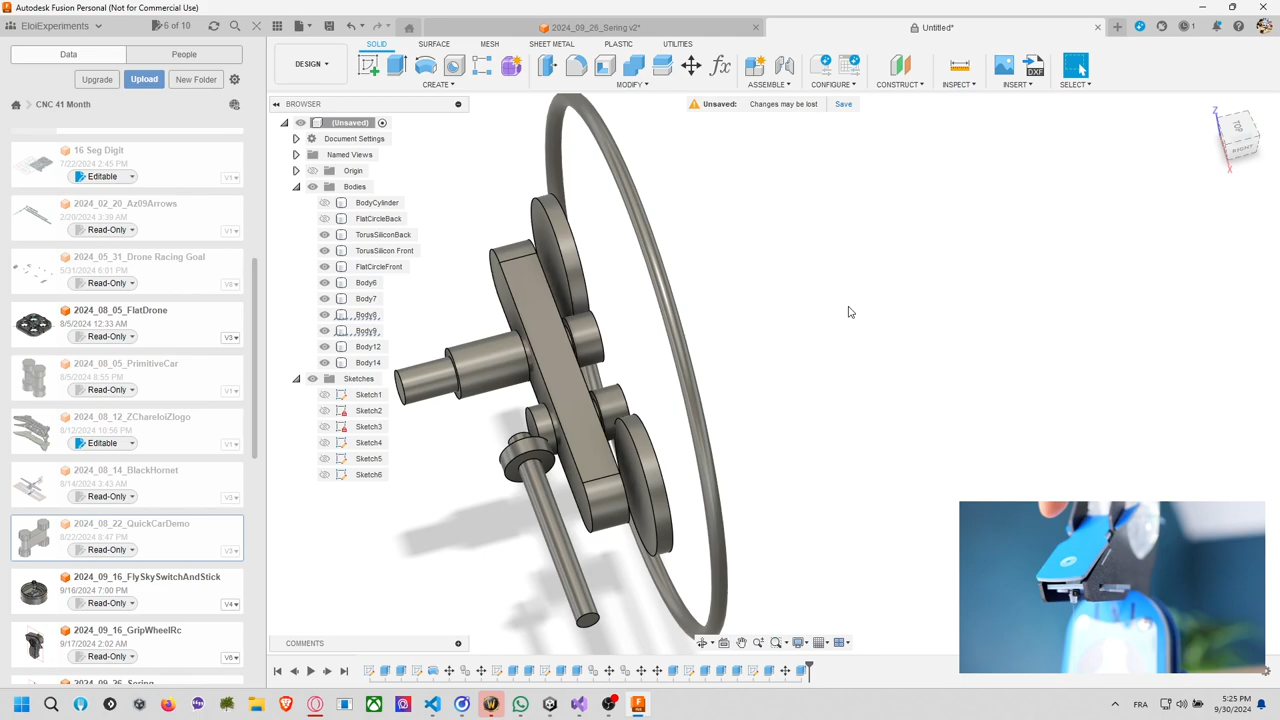 Autodesk Fusion Personal (Not for Commercial Use)
EloiExperiments
6 of 10
2024_09_26_Sering v2*
Untitled*
1
Data
People
DESIGN
SOLID
SURFACE
MESH
SHEET METAL
PLASTIC
UTILITIES
Upgrade
Upload
New Folder
CREATE
MODIFY
ASSEMBLE
CONFIGURE
CONSTRUCT
INSPECT
INSERT
SELECT
CNC 41 Month
BROWSER
Unsaved:
Changes may be lost
Save
(Unsaved)
Document Settings
Named Views
Origin
Bodies
BodyCylinder
FlatCircleBack
TorusSiliconBack
TorusSilicon Front
FlatCircleFront
Body6
Body7
Body8
Body9
Body12
Body14
Sketches
Sketch1
Sketch2
Sketch3
Sketch4
Sketch5
Sketch6
Z
X
RIGHT
16 Seg Digit
7/22/2024 2:45 PM
Editable
V1
2024_02_20_Az09Arrows
2/20/2024 3:39 AM
Read-Only
V1
2024_05_31_Drone Racing Goal
5/31/2024 6:01 PM
Read-Only
2024_08_05_FlatDrone
8/5/2024 12:33 AM
Read-Only
V3
2024_08_05_PrimitiveCar
8/5/2024 8:55 PM
Read-Only
V1
2024_08_12_ZChareloiZlogo
8/12/2024 10:56 PM
Editable
V1
2024_08_14_BlackHornet
8/14/2024 3:43 AM
Read-Only
2024_08_22_QuickCarDemo
8/22/2024 8:47 PM
Read-Only
2024_09_16_FlySkySwitchAndStick
9/16/2024 7:00 PM
Read-Only
V4
2024_09_16_GripWheelRc
9/17/2024 2:02 AM
Read-Only
COMMENTS
FRA
5:25 PM
9/30/2024